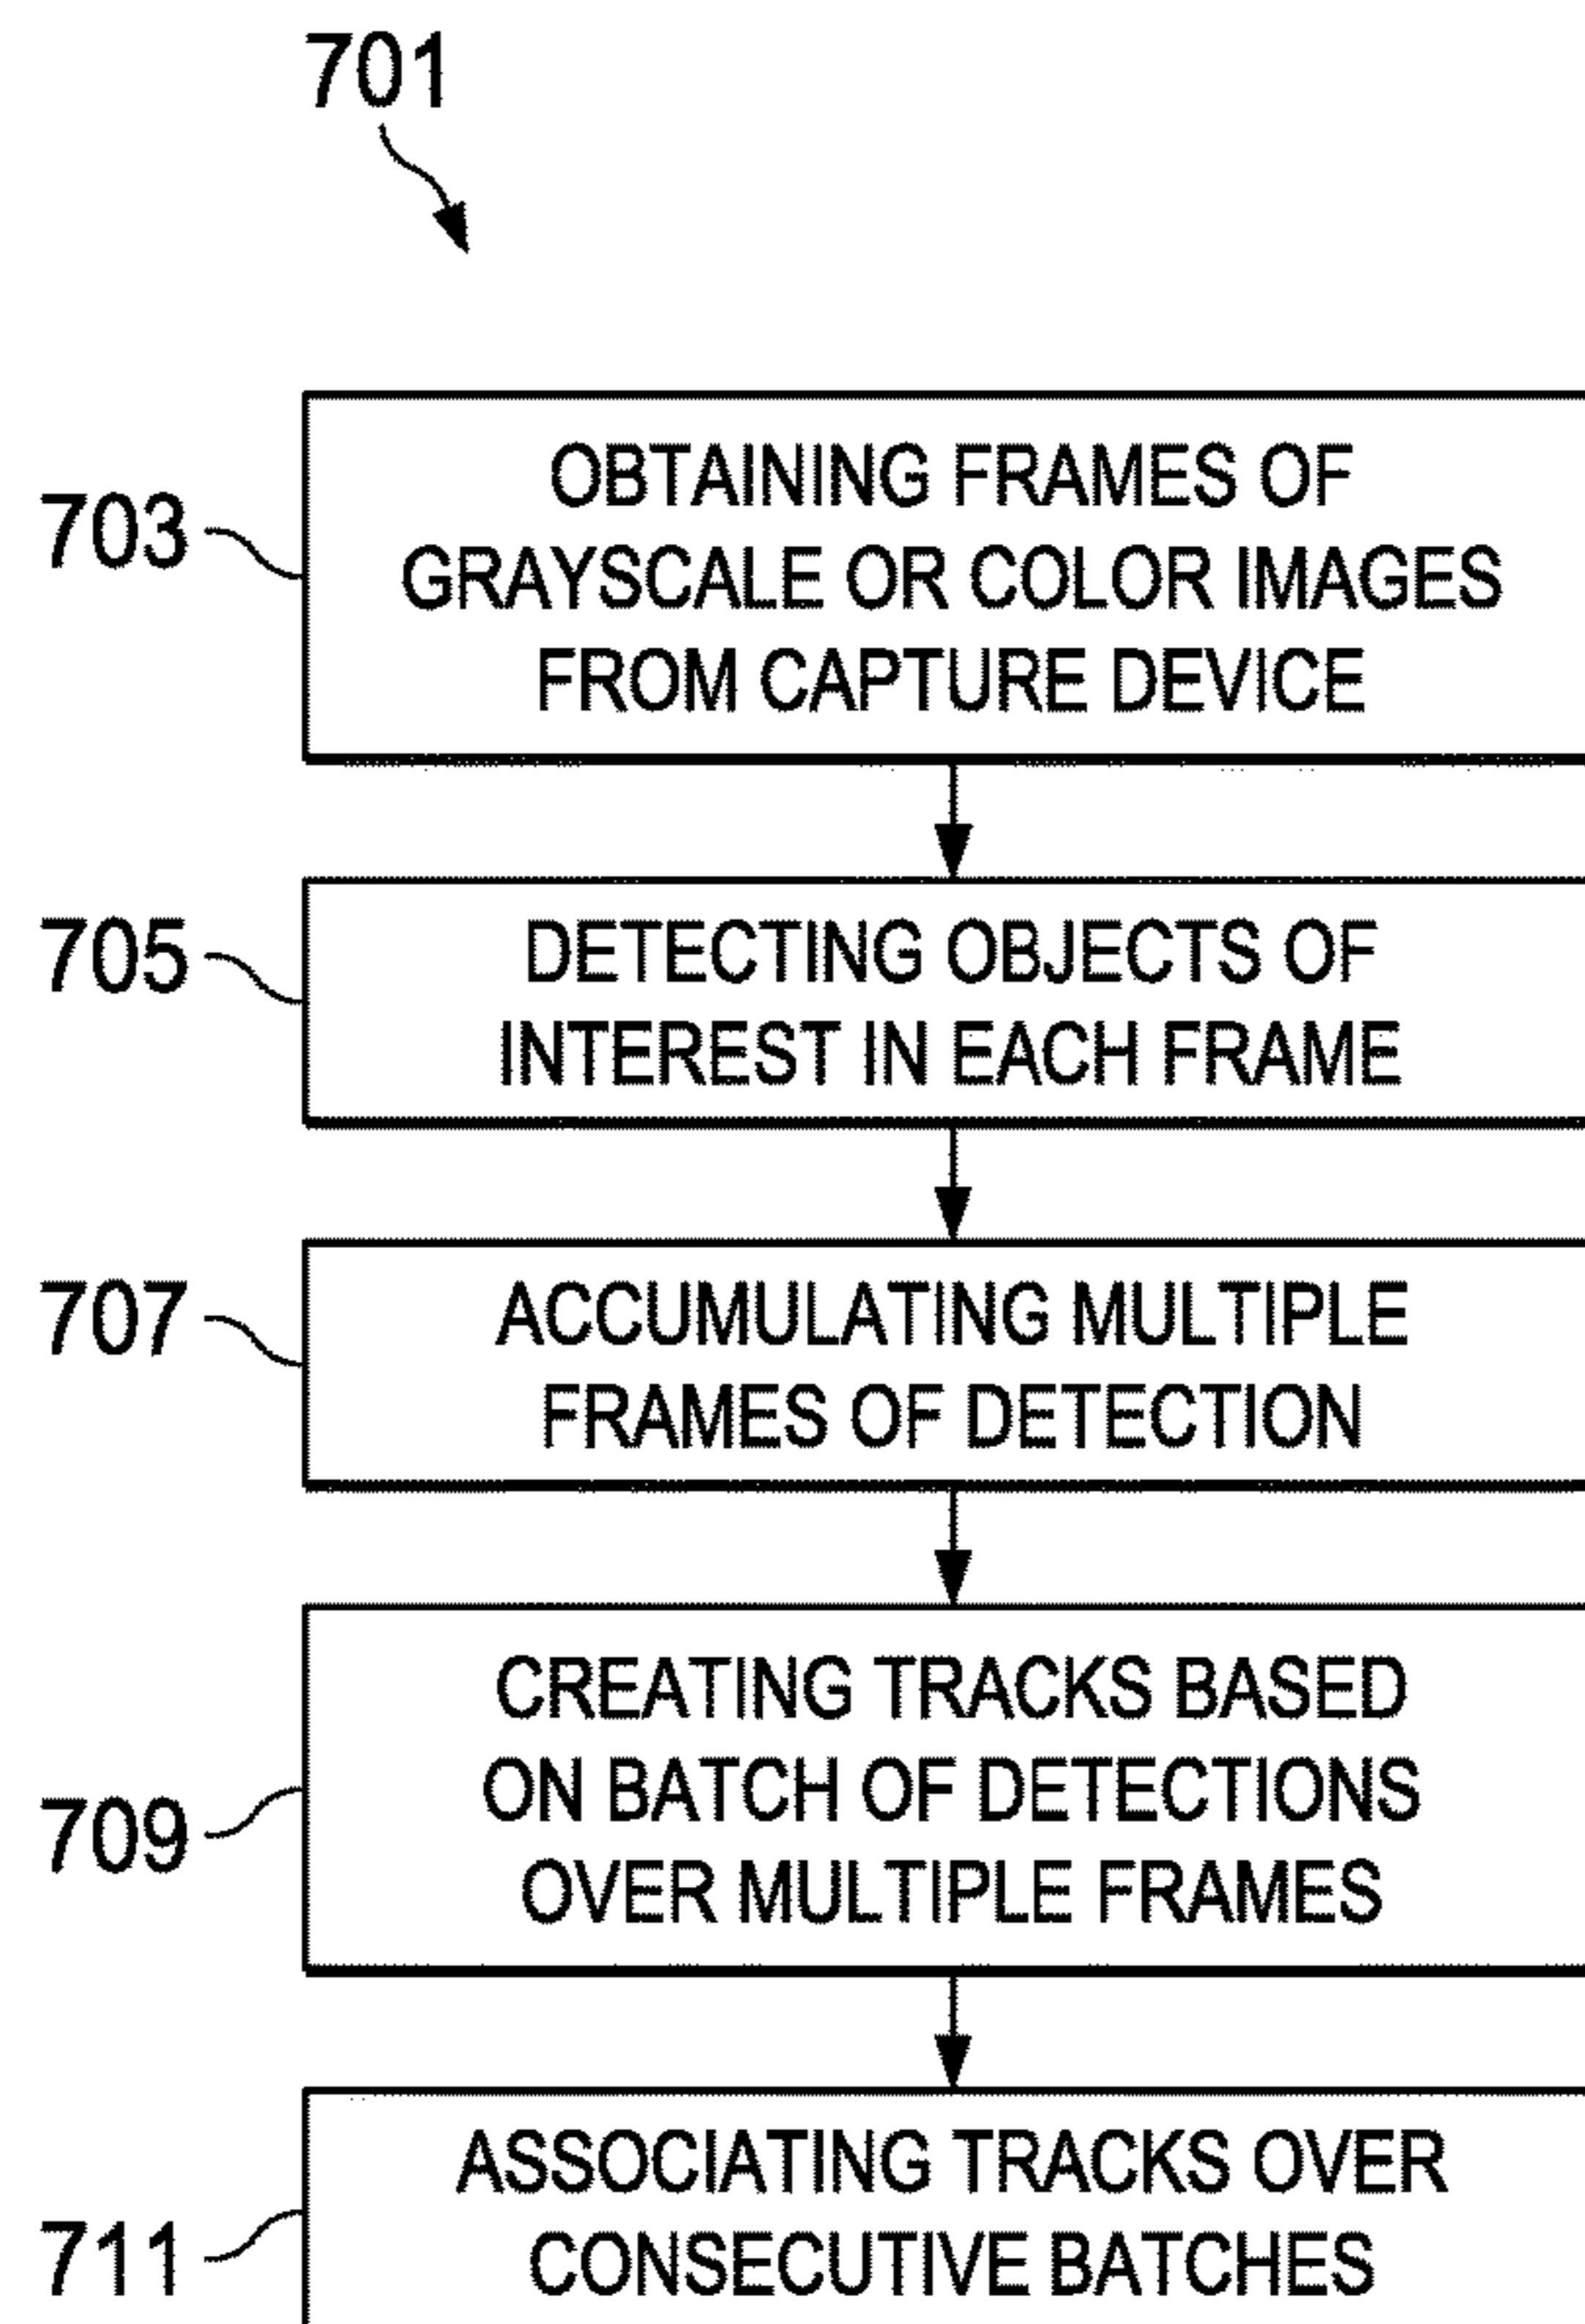 701
703
OBTAINING FRAMES OF
GRAYSCALE OR COLOR IMAGES
FROM CAPTURE DEVICE
705
DETECTING OBJECTS OF
INTEREST IN EACH FRAME
707
ACCUMULATING MULTIPLE
FRAMES OF DETECTION
709
CREATING TRACKS BASED
ON BATCH OF DETECTIONS
OVER MULTIPLE FRAMES
711
ASSOCIATING TRACKS OVER
CONSECUTIVE BATCHES